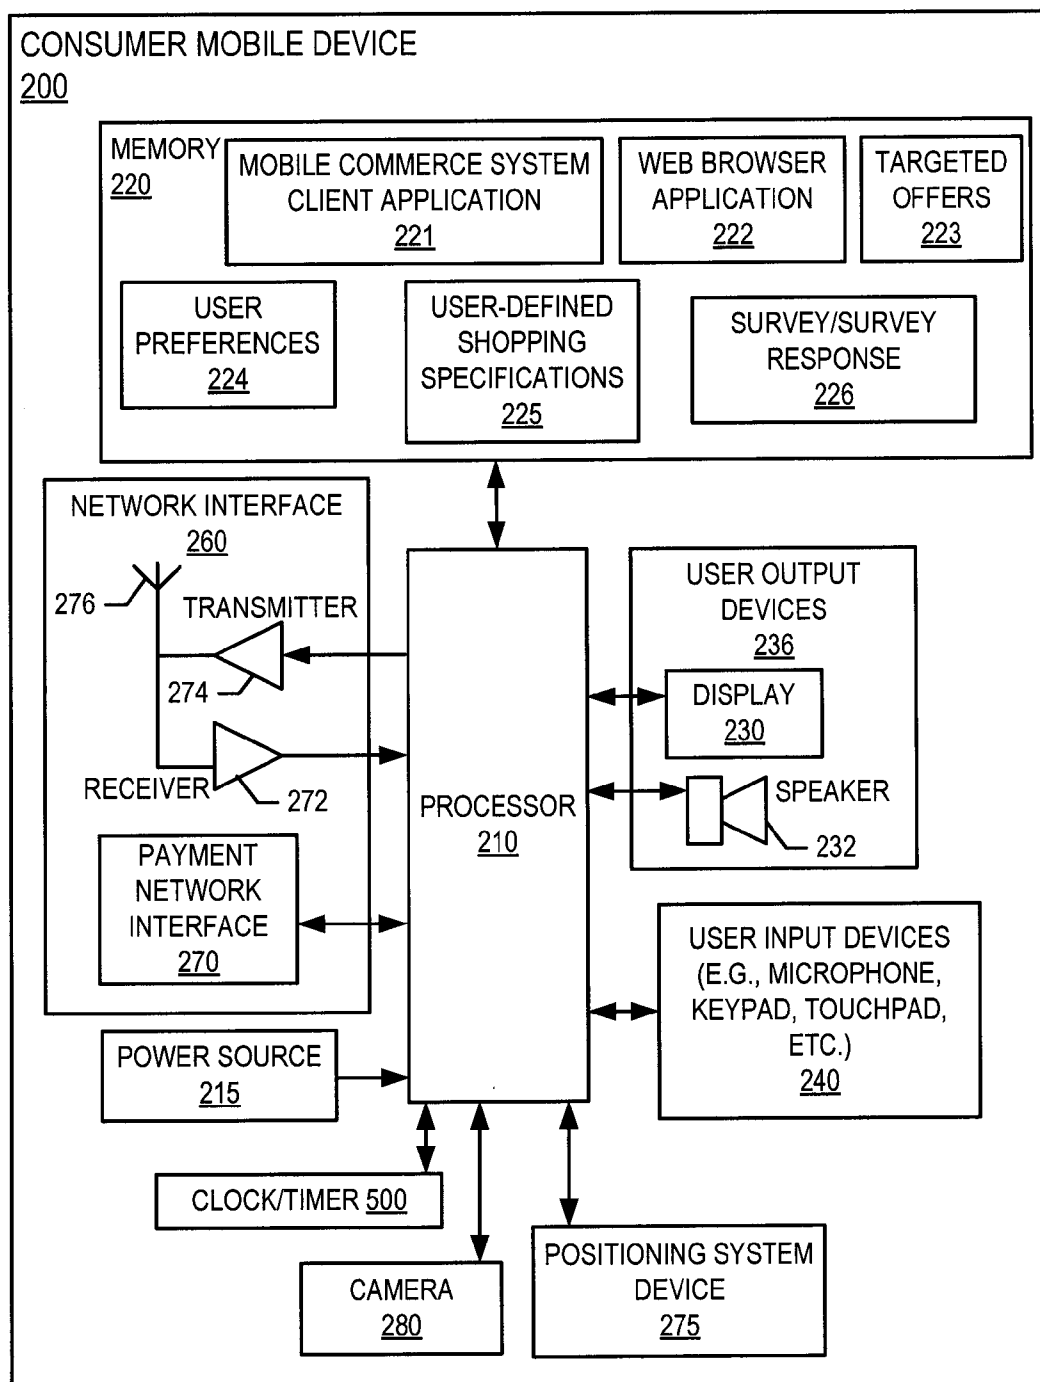 CONSUMER MOBILE DEVICE
200
MEMORY
220
MOBILE COMMERCE SYSTEM
CLIENT APPLICATION
221
WEB BROWSER
APPLICATION
222
TARGETED
OFFERS
223
USER
PREFERENCES
224
USER-DEFINED
SHOPPING
SPECIFICATIONS
225
SURVEY/SURVEY
RESPONSE
226
NETWORK INTERFACE
260
276
TRANSMITTER
274
RECEIVER
272
PAYMENT
NETWORK
INTERFACE
270
POWER SOURCE
215
PROCESSOR
210
USER OUTPUT
DEVICES
236
DISPLAY
230
SPEAKER
232
USER INPUT DEVICES
(E.G., MICROPHONE,
KEYPAD, TOUCHPAD,
ETC.)
240
CLOCK/TIMER 500
CAMERA
280
POSITIONING SYSTEM
DEVICE
275